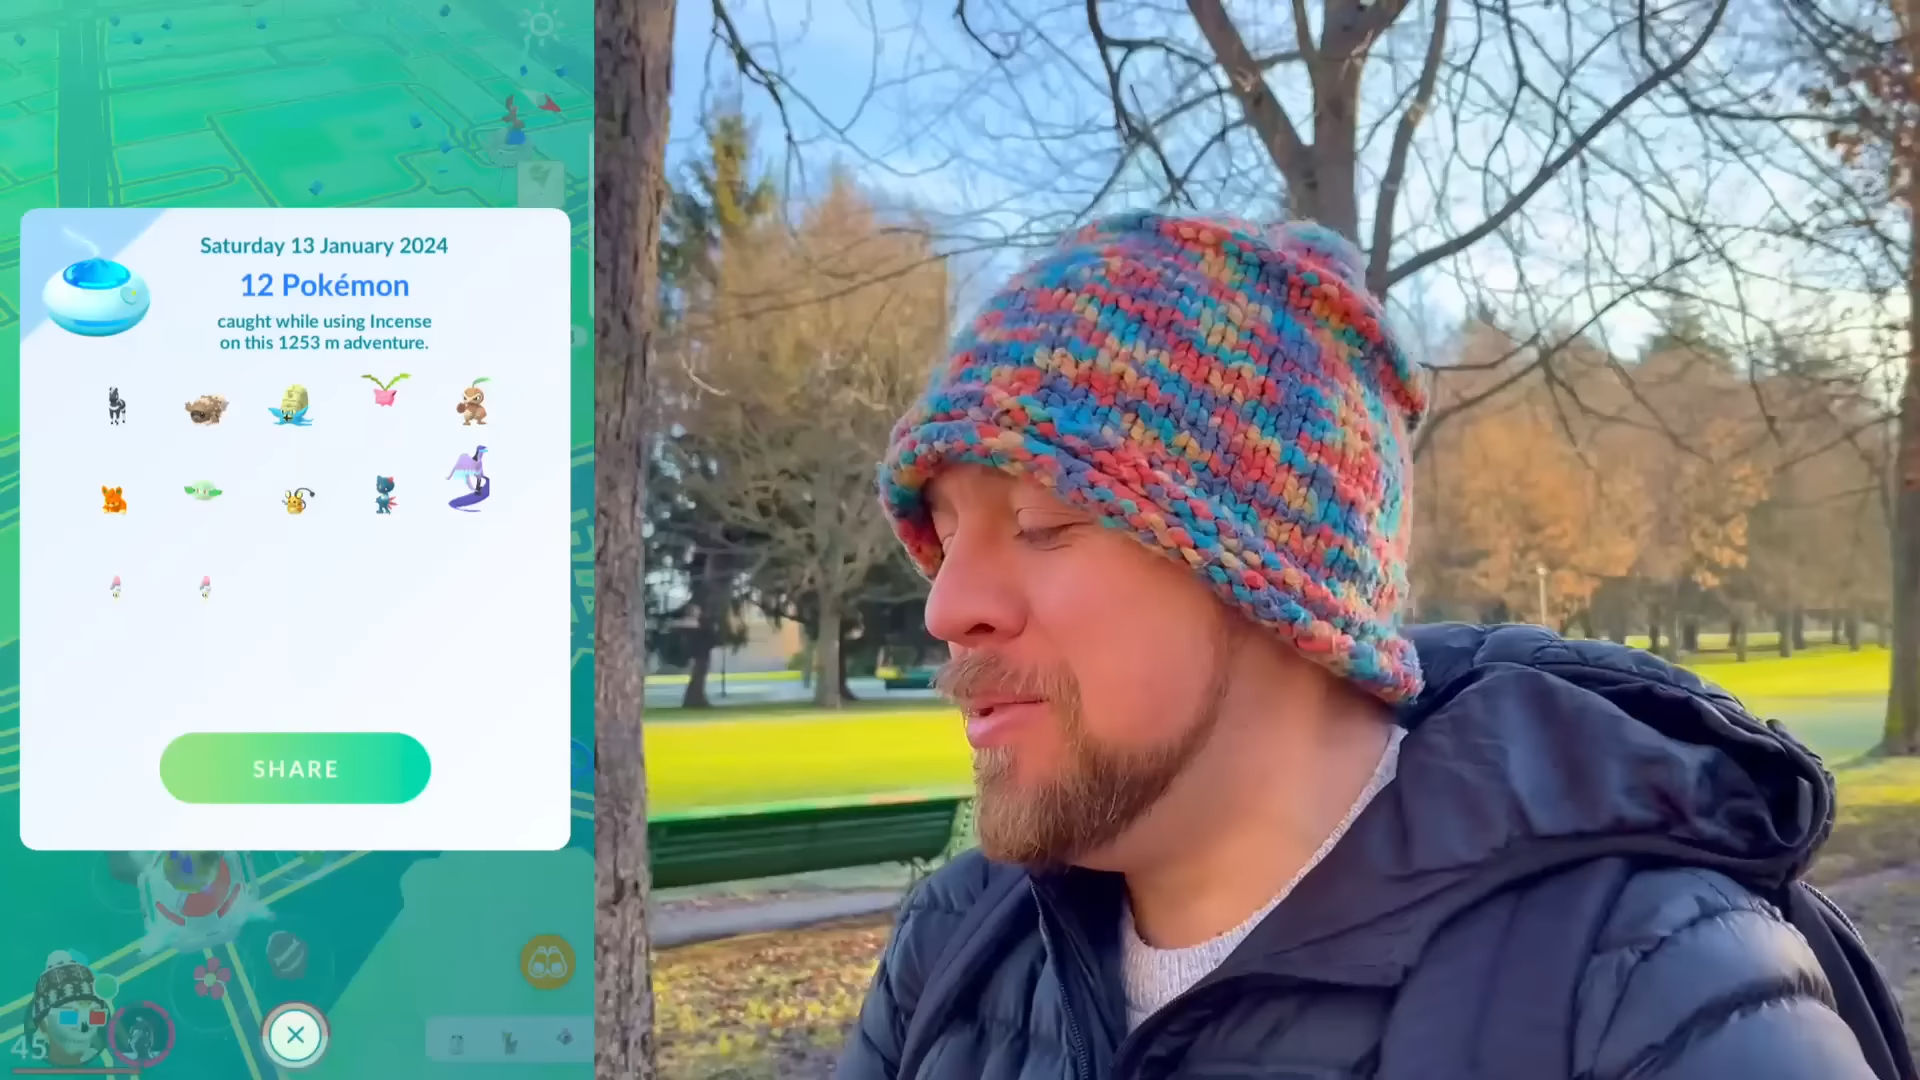 Saturday 13 January 2024
12 Pokémon
caught while using Incense
on this 1253 m adventure.
SHARE
45